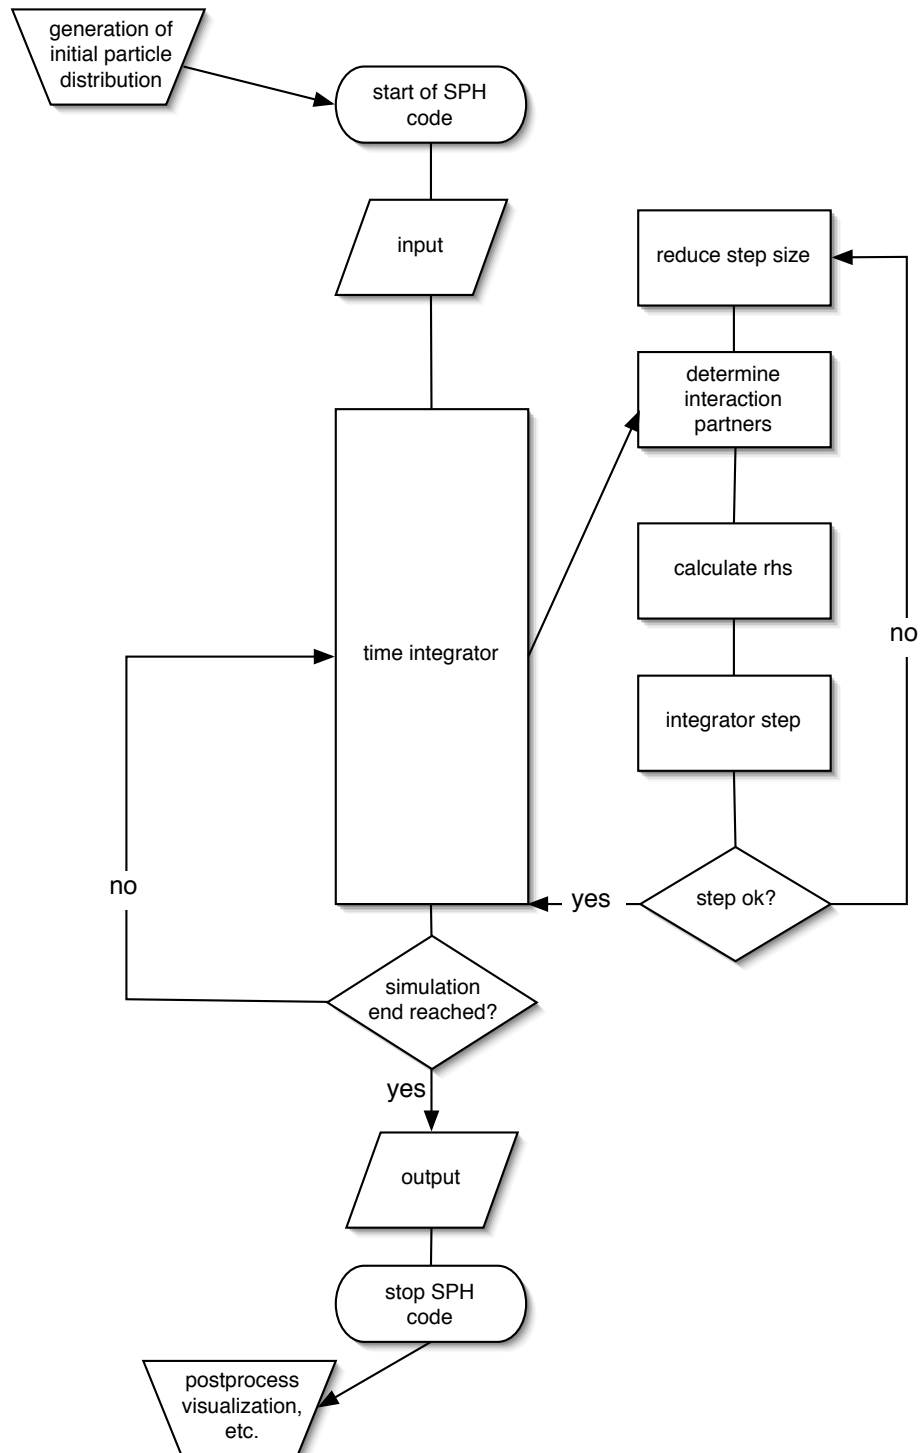 generation of
initial particle
distribution
start of SPH
code
input
reduce step size
determine
interaction
partners
calculate rhs
no
time integrator
integrator step
no
yes
step ok?
simulation
end reached?
yes
output
stop SPH
code
postprocess
visualization,
etc.